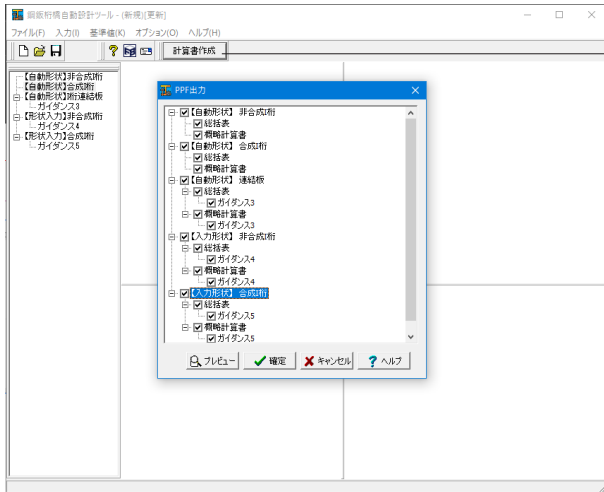 鋼鈑桁橋自動設計ツール - (新規)[更新]
ファイル(F) 入力(I) 基準値(K) オプション(O) ヘルプ(H)
計算書作成
【自動形状】非合成I桁
【自動形状】合成I桁
【自動形状】桁連結板
ガイダンス3
【形状入力】非合成I桁
ガイダンス4
【形状入力】合成I桁
ガイダンス5
PPF出力
【自動形状】 非合成I桁
総括表
概略計算書
【自動形状】 合成I桁
総括表
概略計算書
【自動形状】 連結板
総括表
ガイダンス3
概略計算書
ガイダンス3
【入力形状】 非合成I桁
総括表
ガイダンス4
概略計算書
ガイダンス4
【入力形状】 合成I桁
総括表
ガイダンス5
概略計算書
ガイダンス5
プレビュー 確定 キャンセル ヘルプ